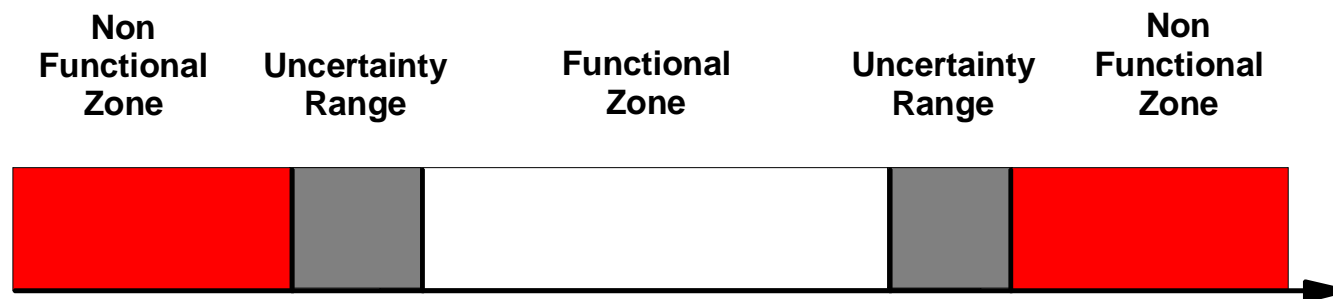 Non
Functional
Zone
Uncertainty
Range
Functional
Zone
Uncertainty
Range
Non
Functional
Zone